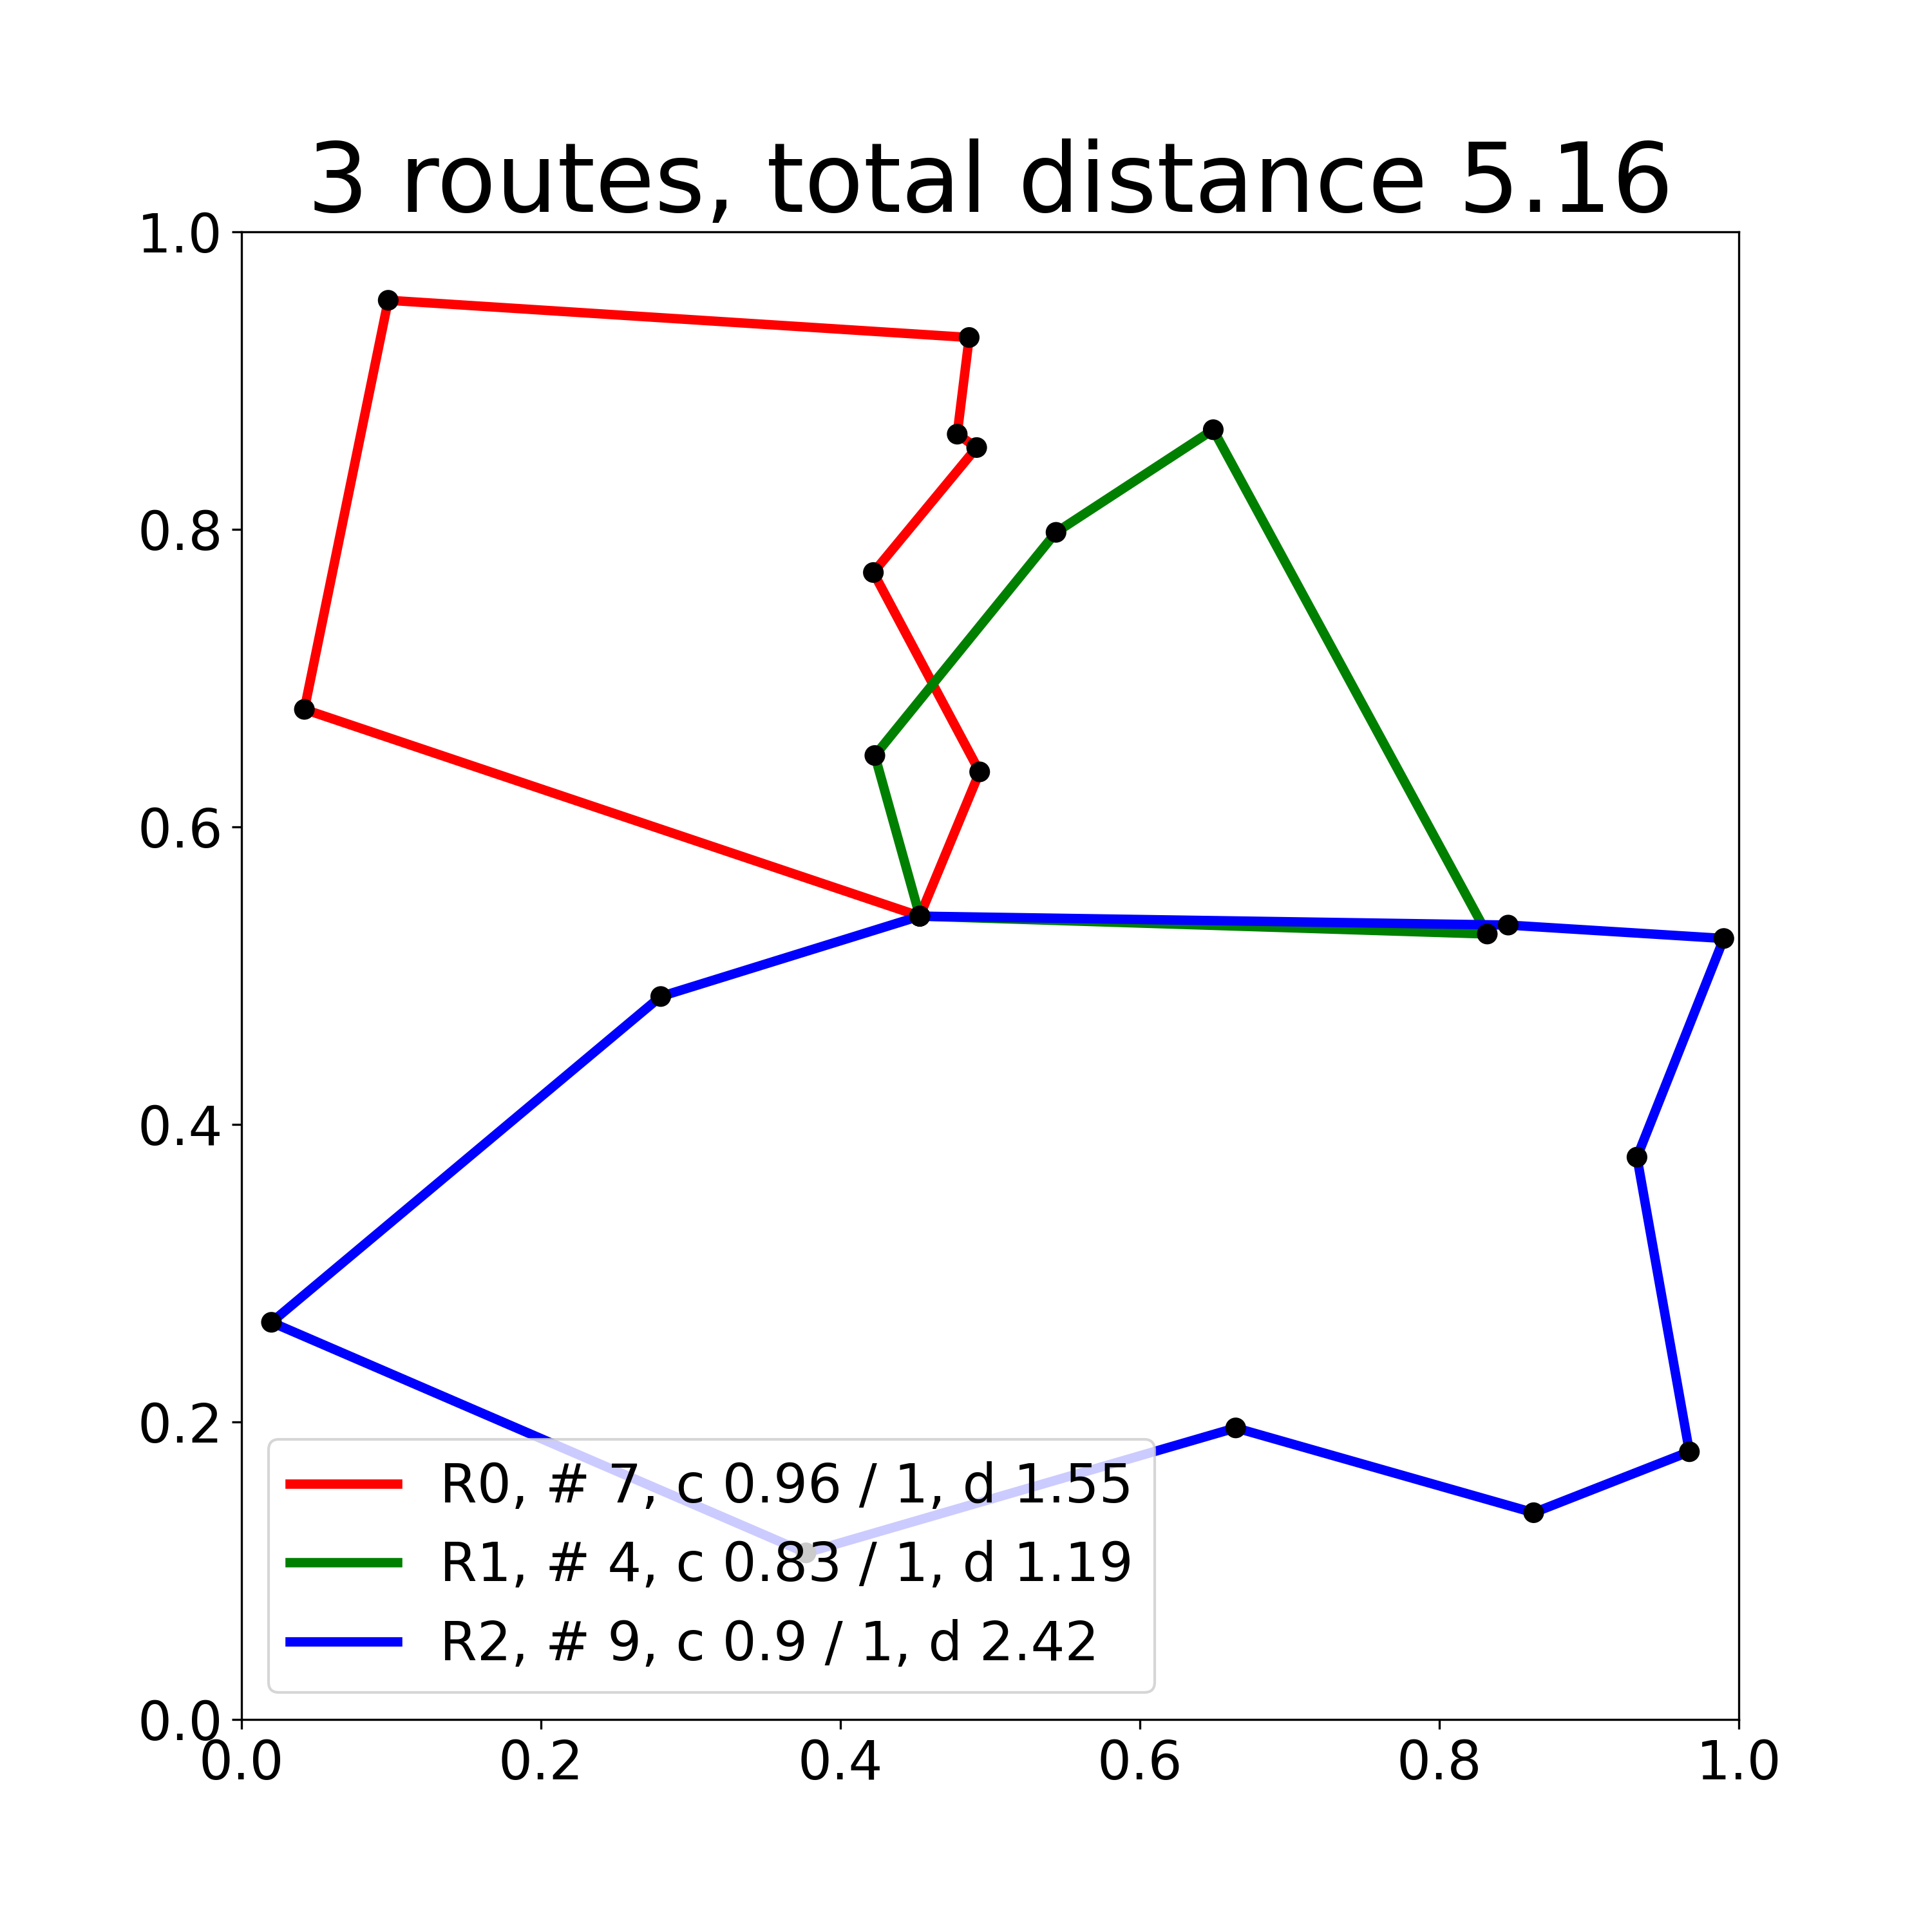 3 routes, total distance 5.16
1.0
0.8
0.6
0.4
0.2
0.0
R0, # 7, c 0.96 / 1, d 1.55
R1, # 4, c 0.83 / 1, d 1.19
R2, # 9, c 0.9 / 1, d 2.42
0.0 0.2 0.4 0.6 0.8 1.0